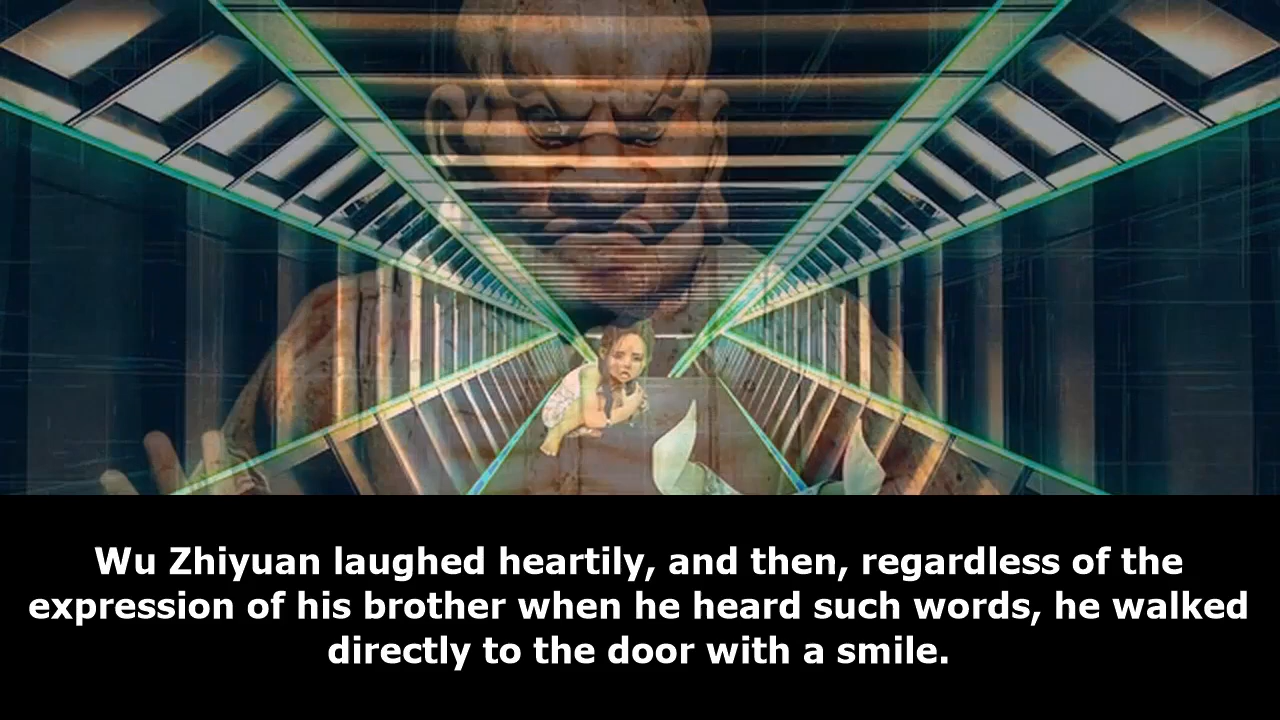 Wu Zhiyuan laughed heartily, and then, regardless of the
expression of his brother when he heard such words, he walked
directly to the door with a smile.